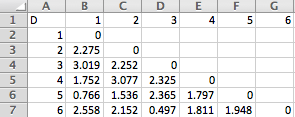 A B C D E F G
1 D 1 2 3 4 5 6
2 1 0
3 2 2.275 0
4 3 3.019 2.252 0
5 4 1.752 3.077 2.325 0
6 5 0.766 1.536 2.365 1.797 0
7 6 2.558 2.152 0.497 1.811 1.948 0